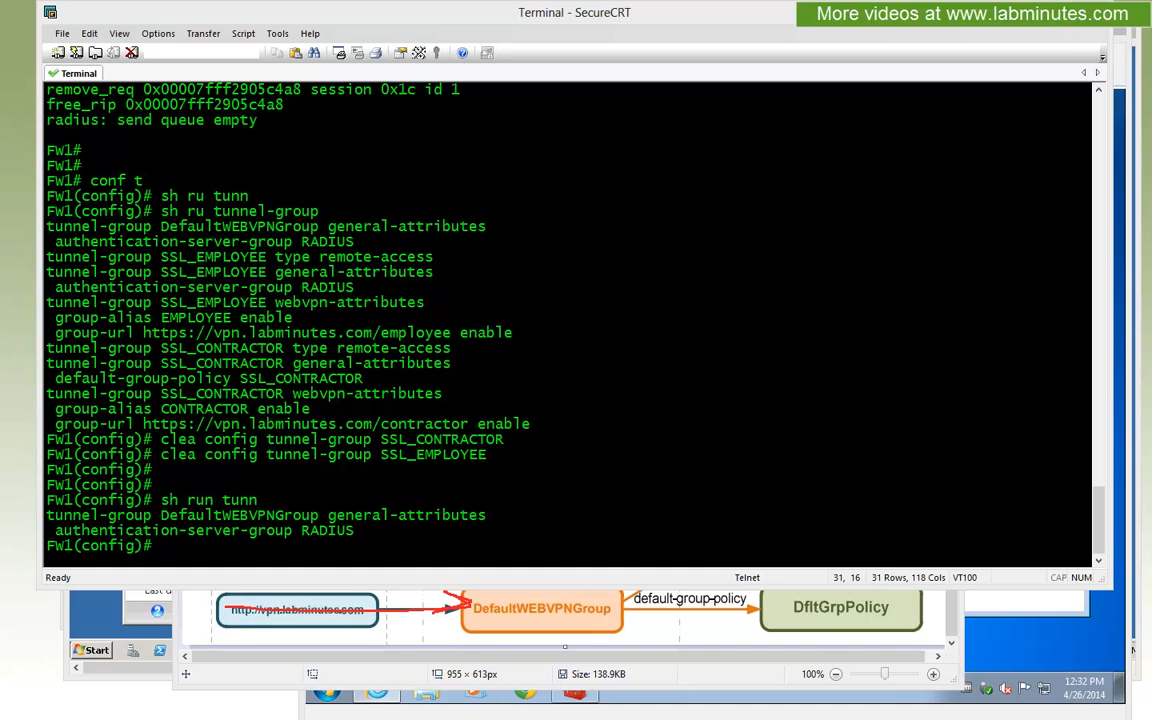 Terminal - SecureCRT
More videos at www.labminutes.com
File Edit View Options Transfer Script Tools Help
Terminal
remove_req 0x00007fff2905c4a8 session 0x1c id 1
free_rip 0x00007fff2905c4a8
radius: send queue empty
FW1#
FW1#
FW1# conf t
FW1(config)# sh ru tunn
FW1(config)# sh ru tunnel-group
tunnel-group DefaultWEBVPNGroup general-attributes
authentication-server-group RADIUS
tunnel-group SSL_EMPLOYEE type remote-access
tunnel-group SSL_EMPLOYEE general-attributes
authentication-server-group RADIUS
tunnel-group SSL_EMPLOYEE webvpn-attributes
group-alias EMPLOYEE enable
group-url https://vpn.labminutes.com/employee enable
tunnel-group SSL_CONTRACTOR type remote-access
tunnel-group SSL_CONTRACTOR general-attributes
default-group-policy SSL_CONTRACTOR
tunnel-group SSL_CONTRACTOR webvpn-attributes
group-alias CONTRACTOR enable
group-url https://vpn.labminutes.com/contractor enable
FW1(config)# clea config tunnel-group SSL_CONTRACTOR
FW1(config)# clea config tunnel-group SSL_EMPLOYEE
FW1(config)#
FW1(config)#
FW1(config)# sh run tunn
tunnel-group DefaultWEBVPNGroup general-attributes
authentication-server-group RADIUS
FW1(config)#
Ready Telnet 31, 16 31 Rows, 118 Cols VT100 CAP NUM
http://vpn.labminutes.com DefaultWEBVPNGroup default-group-policy DfltGrpPolicy
Start
955 × 613px Size: 138.9KB 100%
12:32 PM
4/26/2014